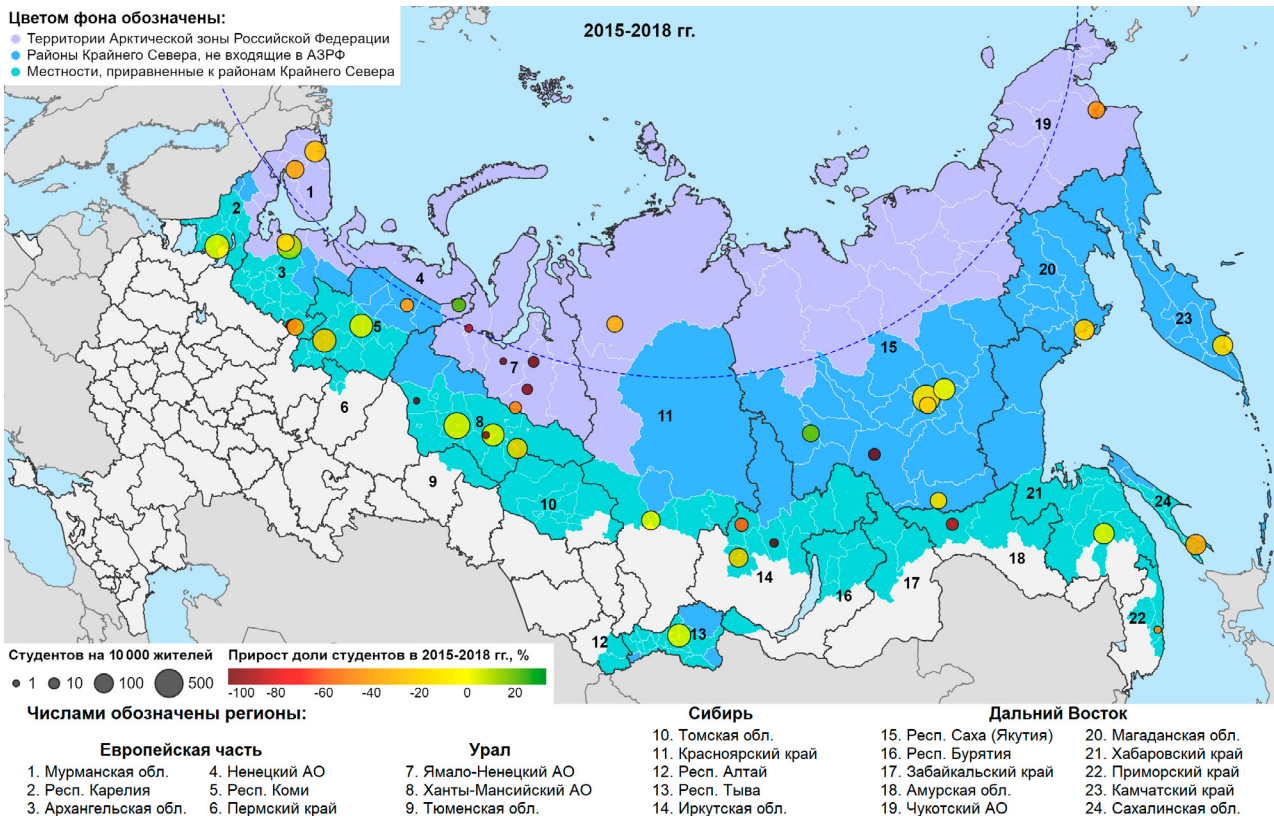 Цветом фона обозначены:
Территории Арктической зоны Российской Федерации
Районы Крайнего Севера, не входящие в АЗРФ
Местности, приравненные к районам Крайнего Севера
2015-2018 гг.
19
1
2
3
4
20
23
15
5
7
11
6
8
9
10
21
24
18
14
17
16
22
13
12
Студентов на 10 000 жителей
1 10 100 500
Прирост доли студентов в 2015-2018 гг., %
-100 -80 -60 -40 -20 0 20
Числами обозначены регионы:
Европейская часть
1. Мурманская обл.
2. Респ. Карелия
3. Архангельская обл.
4. Ненецкий АО
5. Респ. Коми
6. Пермский край
Урал
7. Ямало-Ненецкий АО
8. Ханты-Мансийский АО
9. Тюменская обл.
Сибирь
10. Томская обл.
11. Красноярский край
12. Респ. Алтай
13. Респ. Тыва
14. Иркутская обл.
Дальний Восток
15. Респ. Саха (Якутия)
16. Респ. Бурятия
17. Забайкальский край
18. Амурская обл.
19. Чукотский АО
20. Магаданская обл.
21. Хабаровский край
22. Приморский край
23. Камчатский край
24. Сахалинская обл.